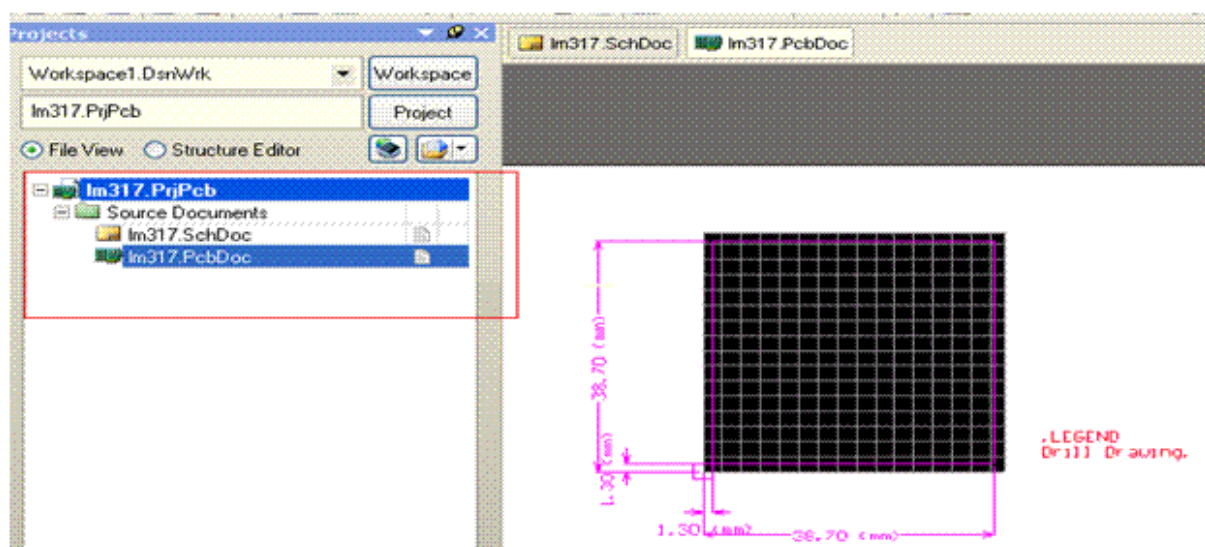 Projects
lm317.SchDoc
lm317.PcbDoc
Workspace1.DsnWrk
Workspace
lm317.PrjPcb
Project
File View
Structure Editor
lm317.PrjPcb
Source Documents
lm317.SchDoc
lm317.PcbDoc
38.70 (mm)
1.30 (mm)
1.30 (mm)
38.70 (mm)
.LEGEND
Drill Drawing.